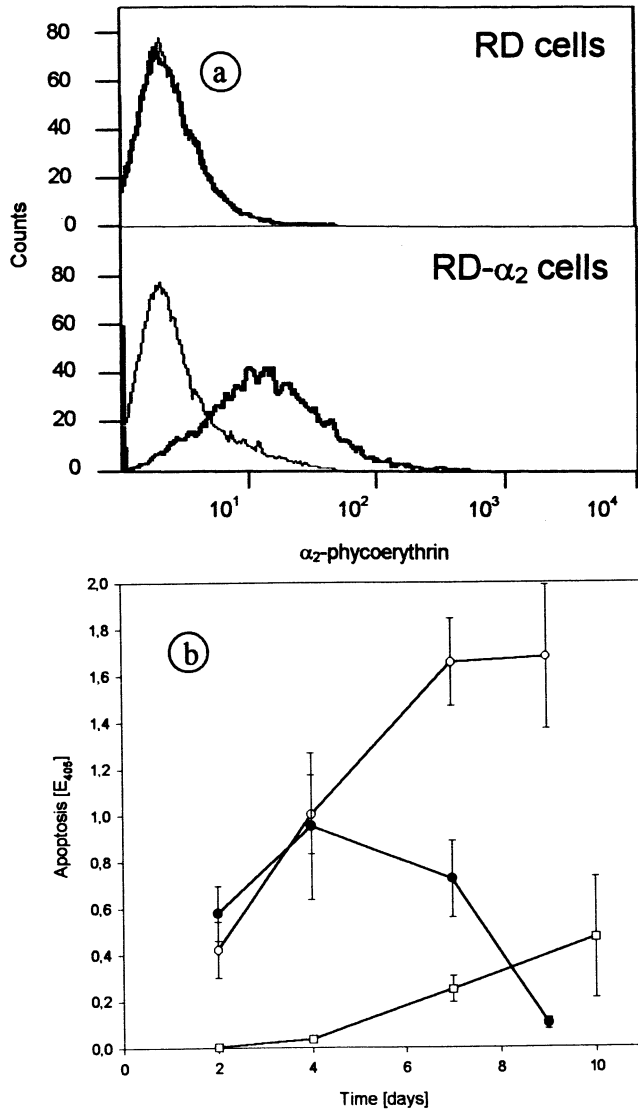 80
60
40
20
0
a
RD cells
Counts
80
60
40
20
0
RD-α₂ cells
10¹ 10² 10³ 10⁴
α₂-phycoerythrin
2,0
1,8
1,6
1,4
1,2
1,0
0,8
0,6
0,4
0,2
0,0
b
Apoptosis [E₄₀₅]
0 2 4 6 8 10
Time [days]